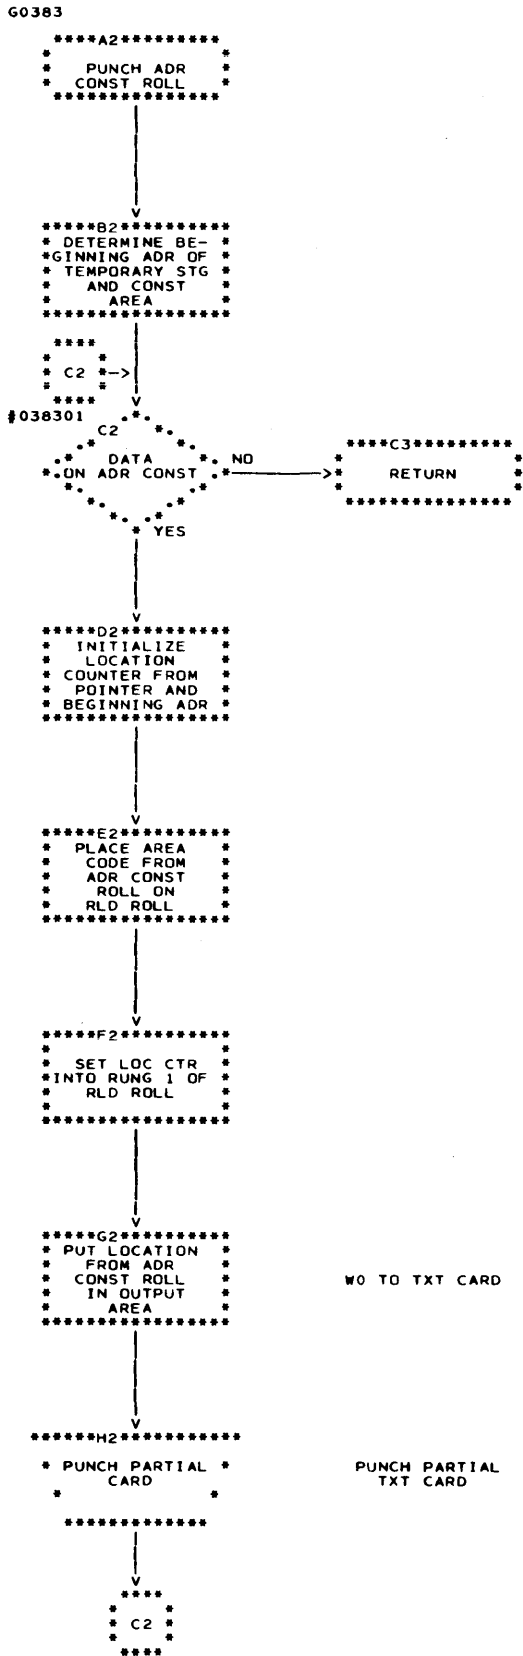 G0383
A2
PUNCH ADR
CONST ROLL
B2
DETERMINE BE-
GINNING ADR OF
TEMPORARY STG
AND CONST
AREA
C2
#038301
C2
DATA
ON ADR CONST
NO
C3
RETURN
YES
D2
INITIALIZE
LOCATION
COUNTER FROM
POINTER AND
BEGINNING ADR
E2
PLACE AREA
CODE FROM
ADR CONST
ROLL ON
RLD ROLL
F2
SET LOC CTR
INTO RUNG 1 OF
RLD ROLL
G2
PUT LOCATION
FROM ADR
CONST ROLL
IN OUTPUT
AREA
W0 TO TXT CARD
H2
PUNCH PARTIAL
CARD
PUNCH PARTIAL
TXT CARD
C2